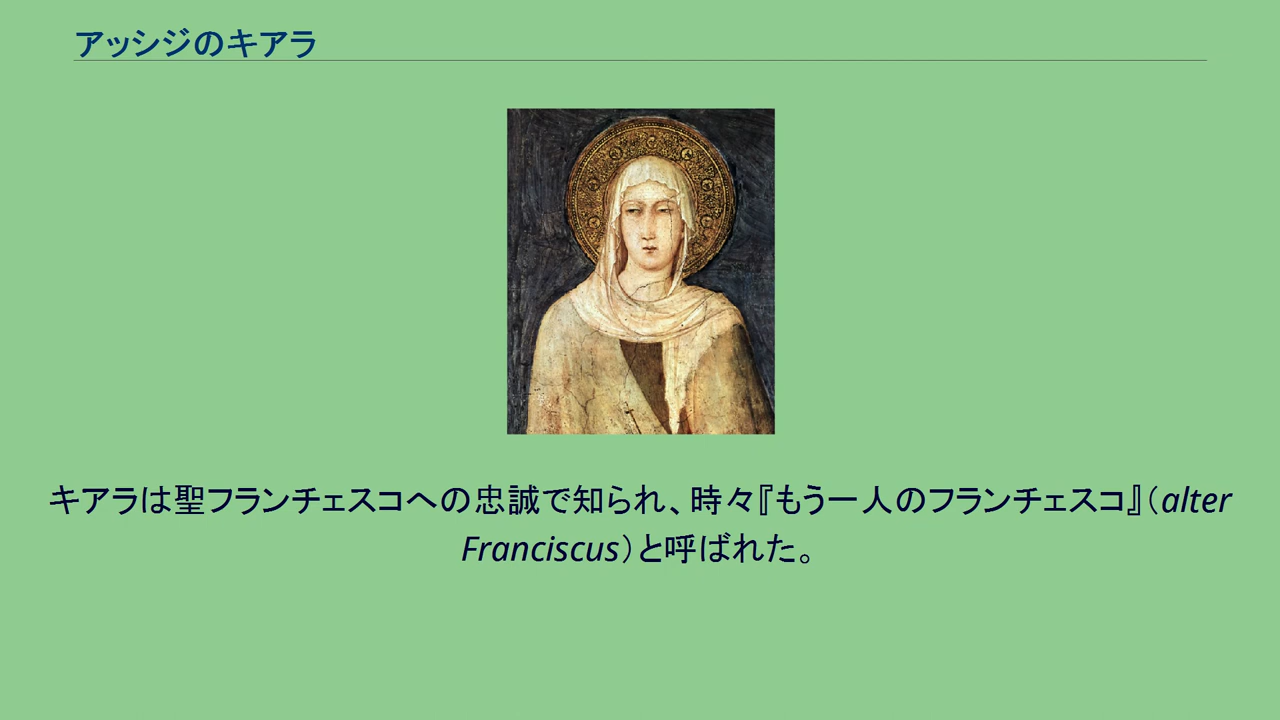 アッシジのキアラ
キアラは聖フランチェスコへの忠誠で知られ、時々『もう一人のフランチェスコ』（alter
Franciscus）と呼ばれた。